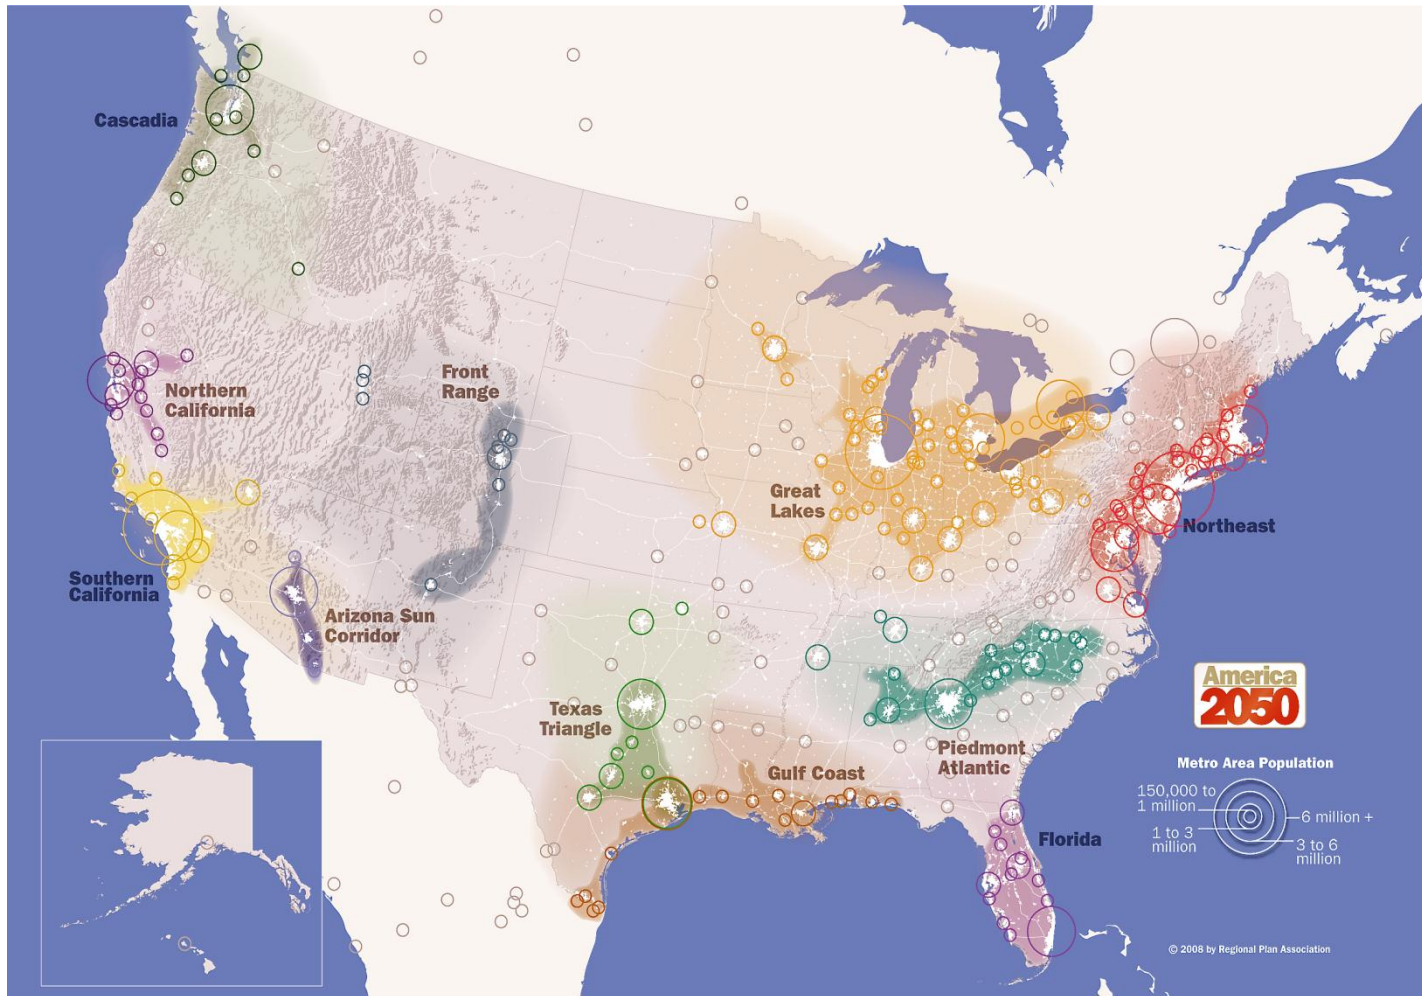 Cascadia
Northern
California
Front
Range
Great
Lakes
Northeast
Southern
California
Arizona Sun
Corridor
Texas
Triangle
Gulf Coast
Piedmont
Atlantic
Florida
America
2050
Metro Area Population
150,000 to
1 million
1 to 3
million
6 million +
3 to 6
million
© 2008 by Regional Plan Association